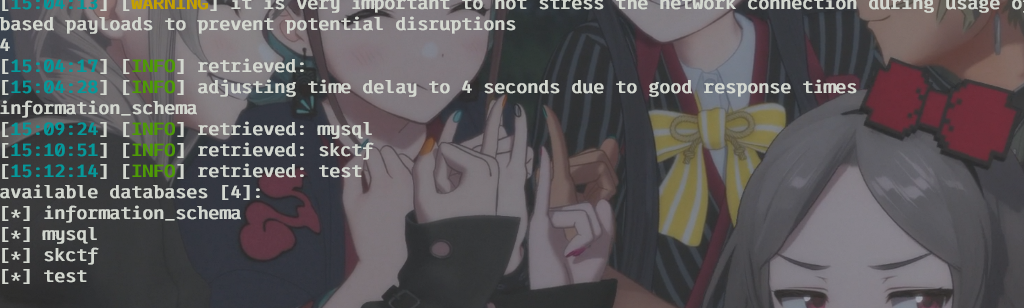 [15:04:13] [WARNING] it is very important to not stress the network connection during usage of
based payloads to prevent potential disruptions
4
[15:04:17] [INFO] retrieved:
[15:04:28] [INFO] adjusting time delay to 4 seconds due to good response times
information_schema
[15:09:24] [INFO] retrieved: mysql
[15:10:51] [INFO] retrieved: skctf
[15:12:14] [INFO] retrieved: test
available databases [4]:
[*] information_schema
[*] mysql
[*] skctf
[*] test